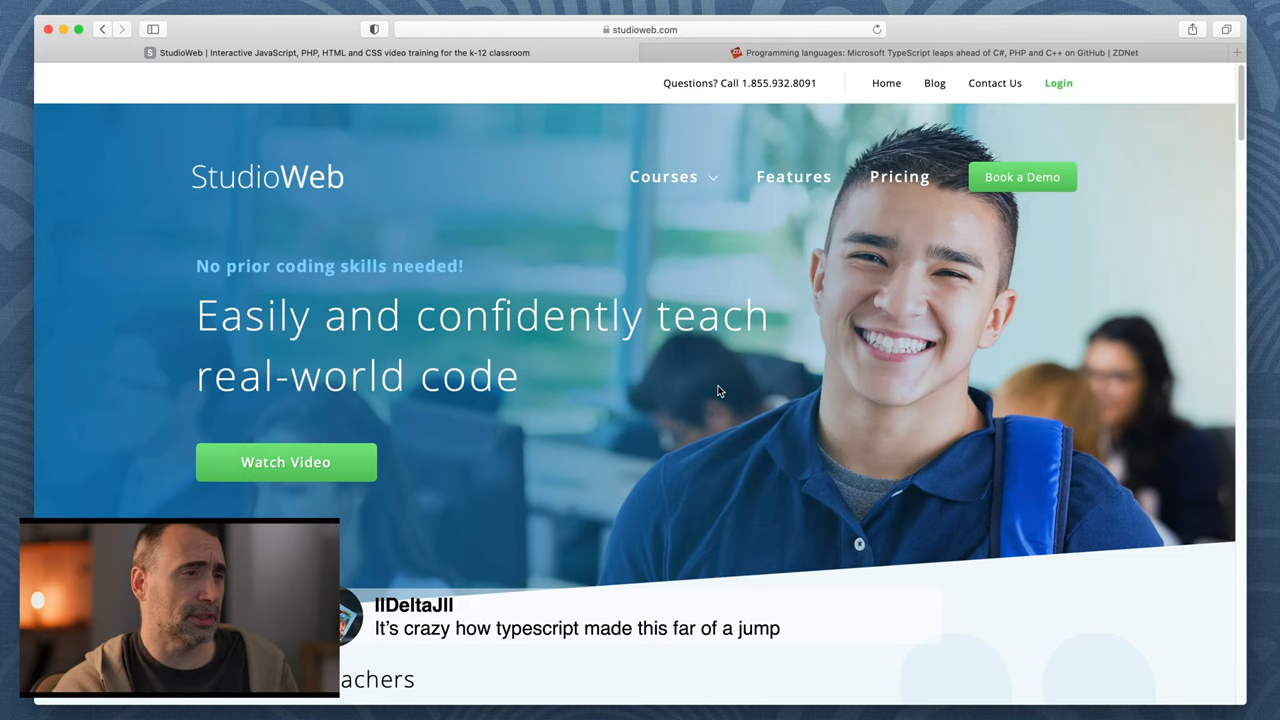 studioweb.com
S StudioWeb | Interactive JavaScript, PHP, HTML and CSS video training for the k-12 classroom
Programming languages: Microsoft TypeScript leaps ahead of C#, PHP and C++ on GitHub | ZDNet
Questions? Call 1.855.932.8091
Home Blog Contact Us Login
StudioWeb
Courses Features Pricing Book a Demo
No prior coding skills needed!
Easily and confidently teach
real-world code
Watch Video
llDeltaJll
It's crazy how typescript made this far of a jump
achers